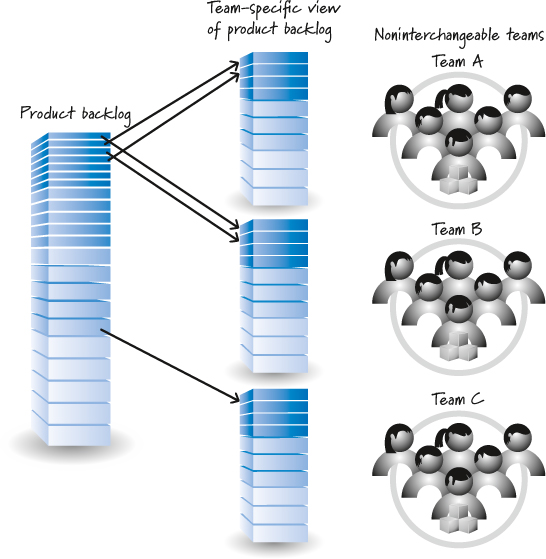 Team-specific view
of product backlog
Noninterchangeable teams
Team A
Product backlog
Team B
Team C